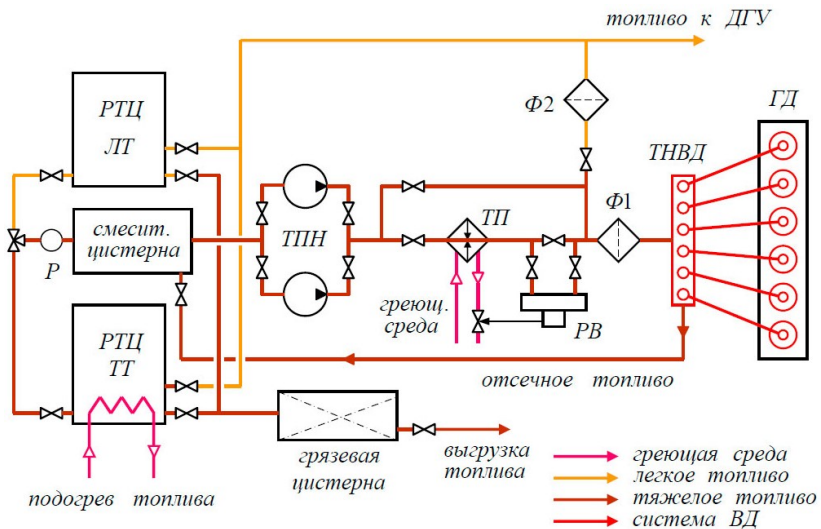 топливо к ДГУ
РТЦ
ЛТ
Ф2
ГД
ТНВД
смесит.
цистерна
Р
ТПН
ТП
Ф1
греющ.
среда
РВ
РТЦ
ТТ
отсечное топливо
грязевая
цистерна
выгрузка
топлива
подогрев топлива
греющая среда
легкое топливо
тяжелое топливо
система ВД